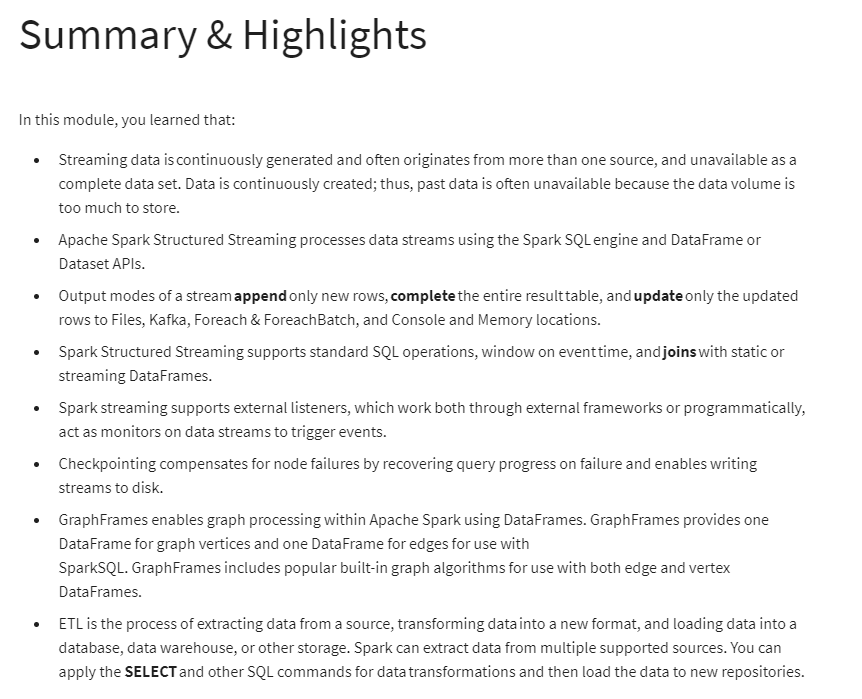 Summary & Highlights
In this module, you learned that:
• Streaming data is continuously generated and often originates from more than one source, and unavailable as a
complete data set. Data is continuously created; thus, past data is often unavailable because the data volume is
too much to store.
• Apache Spark Structured Streaming processes data streams using the Spark SQL engine and DataFrame or
Dataset APIs.
• Output modes of a stream append only new rows, complete the entire result table, and update only the updated
rows to Files, Kafka, Foreach & ForeachBatch, and Console and Memory locations.
• Spark Structured Streaming supports standard SQL operations, window on event time, and joins with static or
streaming DataFrames.
• Spark streaming supports external listeners, which work both through external frameworks or programmatically,
act as monitors on data streams to trigger events.
• Checkpointing compensates for node failures by recovering query progress on failure and enables writing
streams to disk.
• GraphFrames enables graph processing within Apache Spark using DataFrames. GraphFrames provides one
DataFrame for graph vertices and one DataFrame for edges for use with
SparkSQL. GraphFrames includes popular built-in graph algorithms for use with both edge and vertex
DataFrames.
• ETL is the process of extracting data from a source, transforming data into a new format, and loading data into a
database, data warehouse, or other storage. Spark can extract data from multiple supported sources. You can
apply the SELECT and other SQL commands for data transformations and then load the data to new repositories.